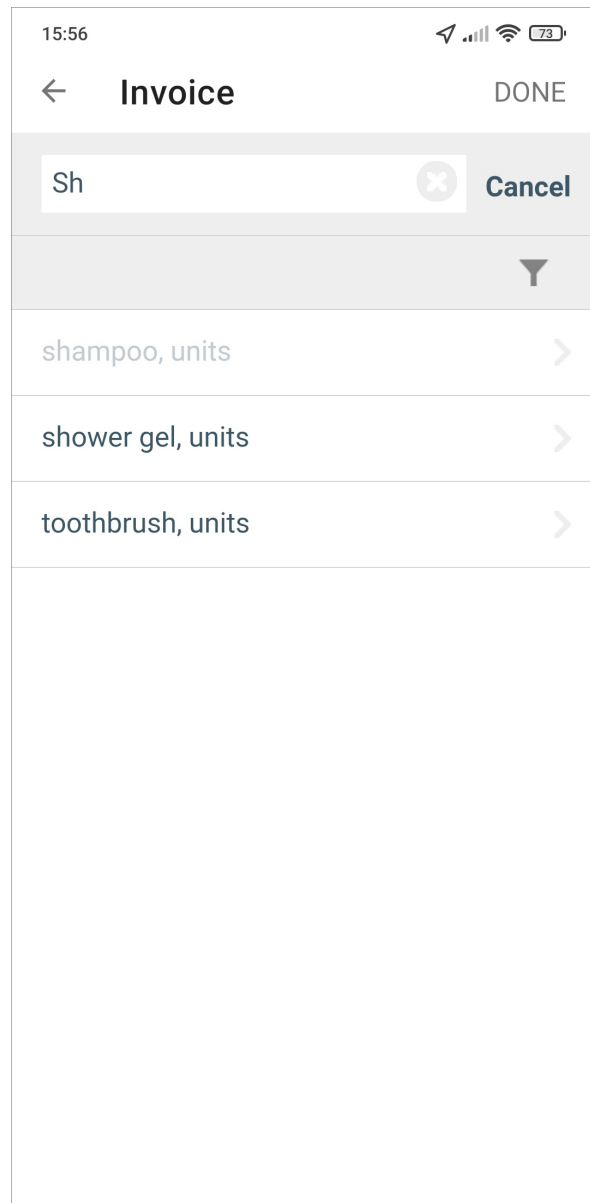 15:56 73
Invoice DONE
Sh Cancel
shampoo, units
shower gel, units
toothbrush, units